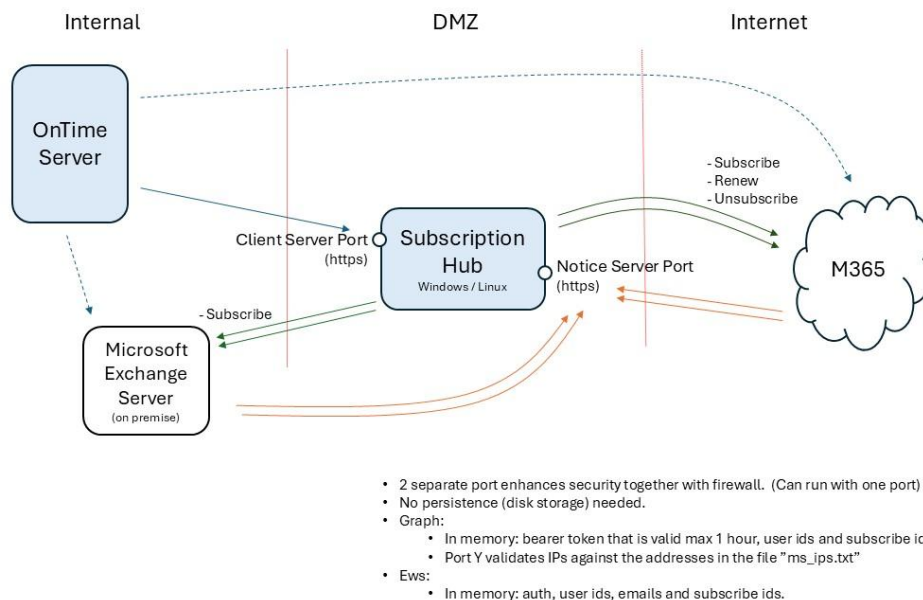 Internal
DMZ
Internet
OnTime
Server
- Subscribe
- Renew
- Unsubscribe
Client Server Port
(https)
Subscription
Hub
Windows / Linux
Notice Server Port
(https)
M365
- Subscribe
Microsoft
Exchange
Server
(on premise)
• 2 separate port enhances security together with firewall. (Can run with one port)
• No persistence (disk storage) needed.
• Graph:
• In memory: bearer token that is valid max 1 hour, user ids and subscribe
• Port Y validates IPs against the addresses in the file ”ms_ips.txt”
• Ews:
• In memory: auth, user ids, emails and subscribe ids.